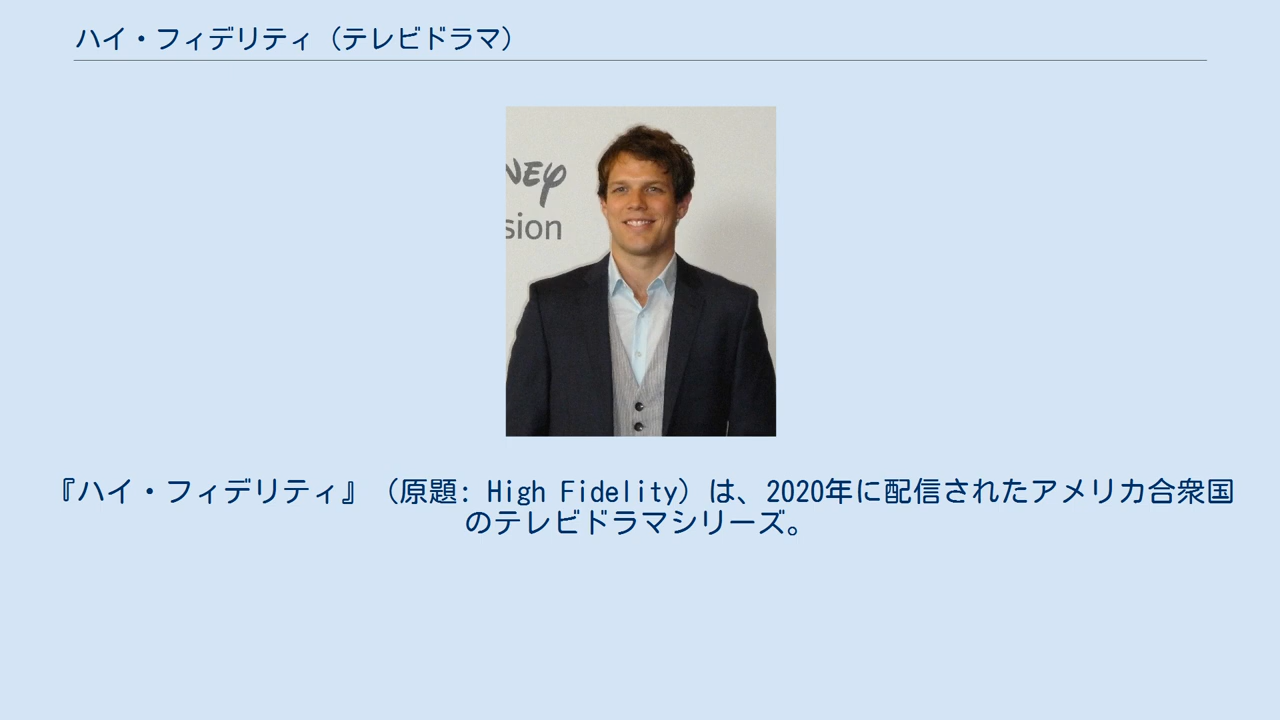 ハイ・フィデリティ（テレビドラマ）
NEY
sion
『ハイ・フィデリティ』（原題: High Fidelity）は、2020年に配信されたアメリカ合衆国
のテレビドラマシリーズ。